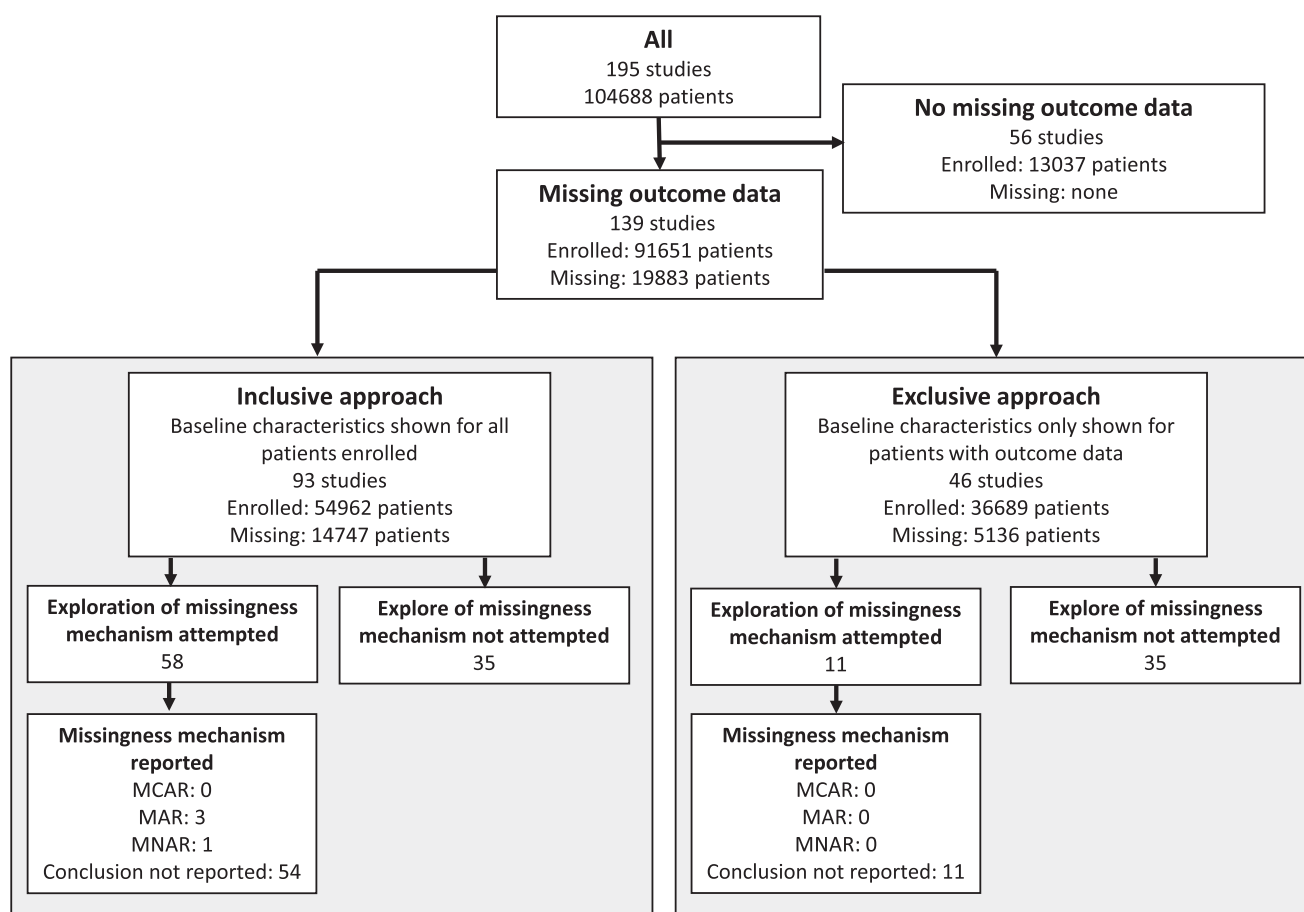 All
195 studies
104688 patients
No missing outcome data
56 studies
Enrolled: 13037 patients
Missing: none
Missing outcome data
139 studies
Enrolled: 91651 patients
Missing: 19883 patients
Inclusive approach
Baseline characteristics shown for all
patients enrolled
93 studies
Enrolled: 54962 patients
Missing: 14747 patients
Exploration of missingness
mechanism attempted
58
Explore of missingness
mechanism not attempted
35
Missingness mechanism
reported
MCAR: 0
MAR: 3
MNAR: 1
Conclusion not reported: 54
Exclusive approach
Baseline characteristics only shown for
patients with outcome data
46 studies
Enrolled: 36689 patients
Missing: 5136 patients
Exploration of missingness
mechanism attempted
11
Explore of missingness
mechanism not attempted
35
Missingness mechanism
reported
MCAR: 0
MAR: 0
MNAR: 0
Conclusion not reported: 11